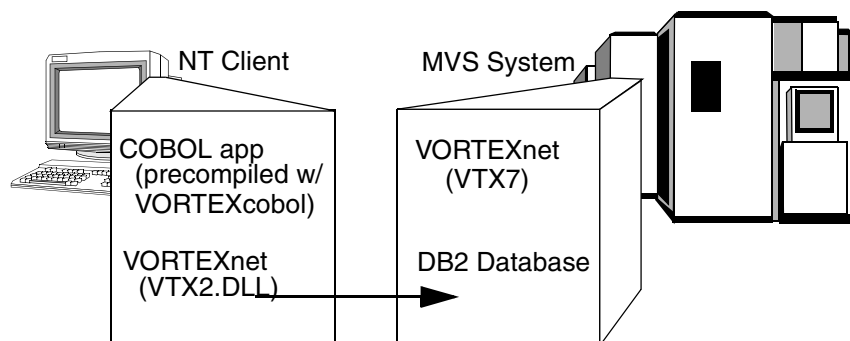 NT Client
COBOL app
(precompiled w/
VORTEXcobol)
VORTEXnet
(VTX2.DLL)
MVS System
VORTEXnet
(VTX7)
DB2 Database